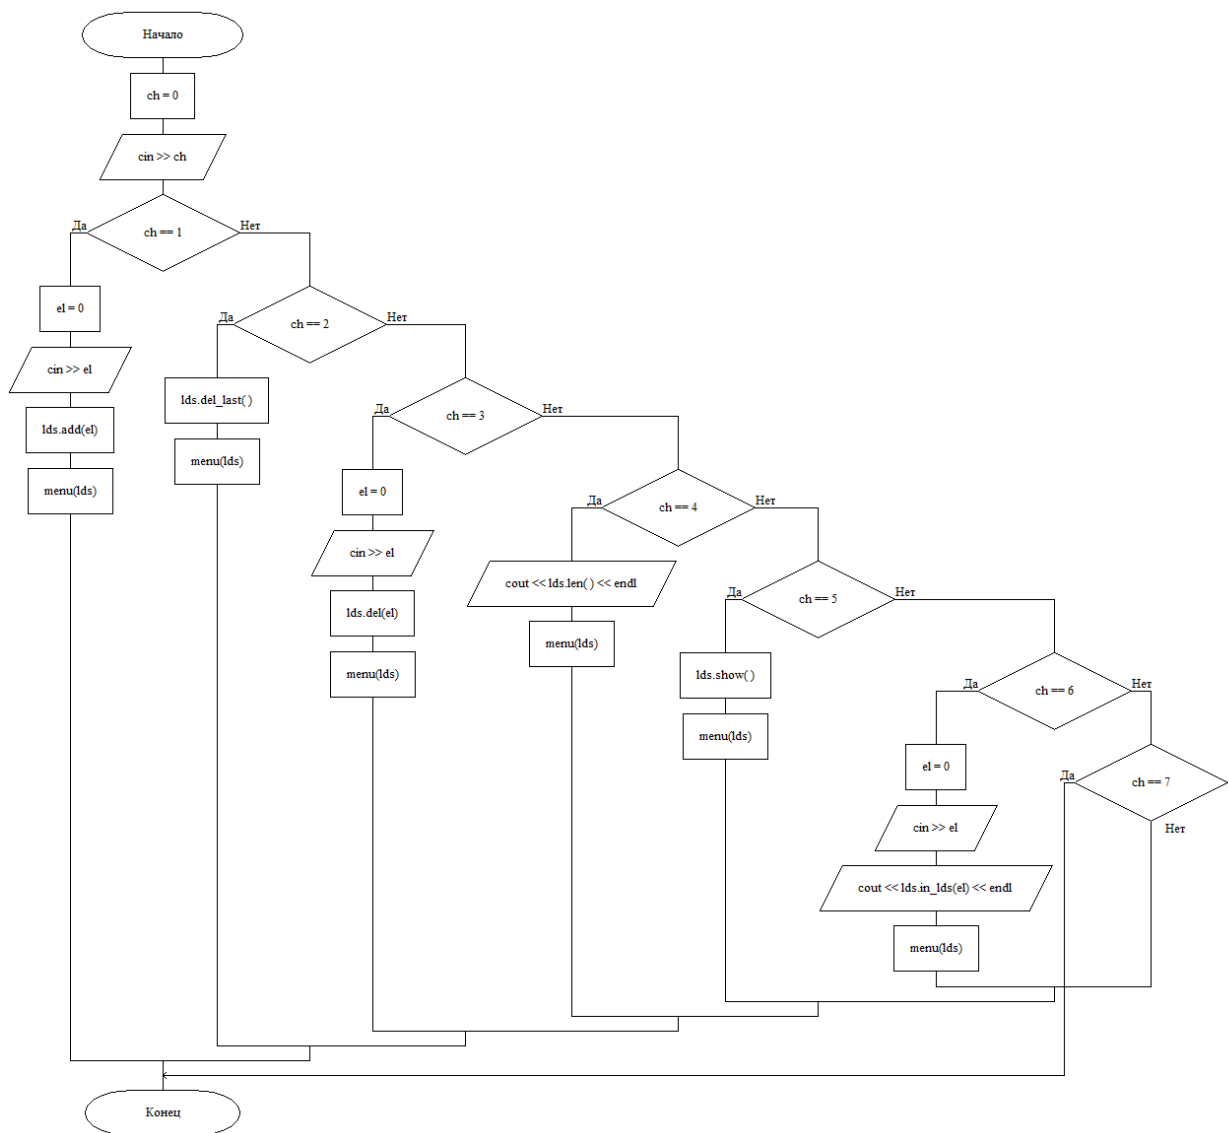 Начало
ch = 0
cin >> ch
ch == 1
Да
Нет
el = 0
cin >> el
lds.add(el)
menu(lds)
ch == 2
Да
Нет
lds.del_last( )
menu(lds)
ch == 3
Да
Нет
el = 0
cin >> el
lds.del(el)
menu(lds)
ch == 4
Да
Нет
cout << lds.len( ) << endl
menu(lds)
ch == 5
Да
Нет
lds.show( )
menu(lds)
ch == 6
Да
Нет
el = 0
cin >> el
cout << lds.in_lds(el) << endl
menu(lds)
ch == 7
Да
Нет
Конец